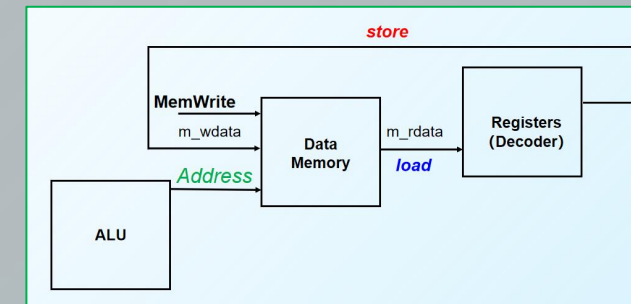 store
MemWrite
m_wdata
Address
Data
Memory
m_rdata
load
Registers
(Decoder)
ALU